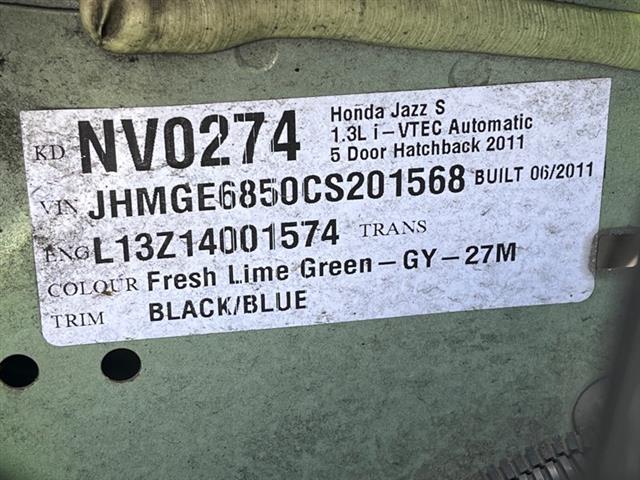 KD NV0274
Honda Jazz S
1.3L i-VTEC Automatic
5 Door Hatchback 2011
VIN JHMGE6850CS201568 BUILT 06/2011
ENG L13Z14001574 TRANS
COLOUR Fresh Lime Green-GY-27M
TRIM BLACK/BLUE